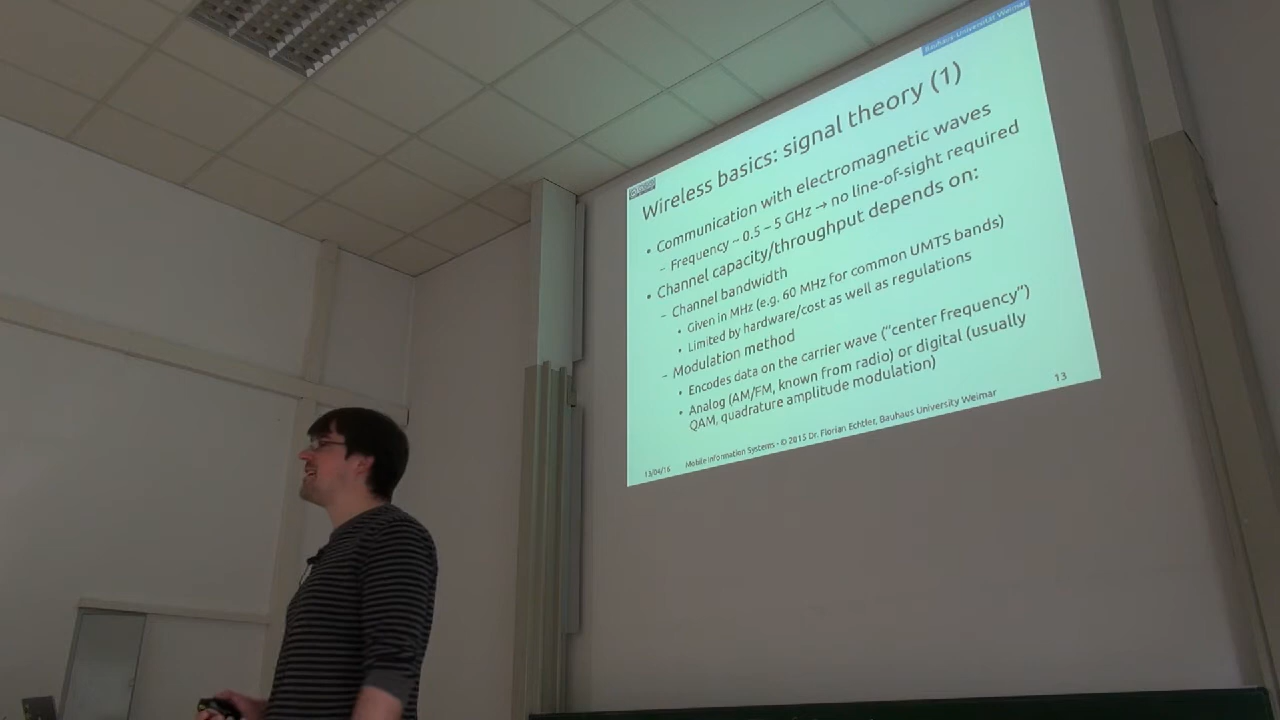 Bauhaus-Universität Weimar
Wireless basics: signal theory (1)
• Communication with electromagnetic waves
– Frequency ~ 0.5 – 5 GHz → no line-of-sight required
• Channel capacity/throughput depends on:
– Channel bandwidth
• Given in MHz (e.g. 60 MHz for common UMTS bands)
• Limited by hardware/cost as well as regulations
– Modulation method
• Encodes data on the carrier wave (“center frequency”)
• Analog (AM/FM, known from radio) or digital (usually
QAM, quadrature amplitude modulation)
13/04/16 Mobile Information Systems - © 2015 Dr. Florian Echtler, Bauhaus University Weimar 13